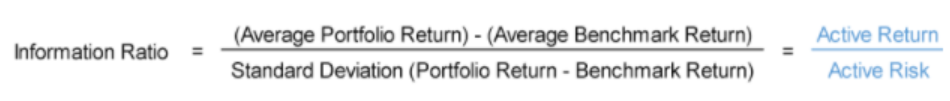 Information Ratio = (Average Portfolio Return) - (Average Benchmark Return) = Active Return
Standard Deviation (Portfolio Return - Benchmark Return) Active Risk